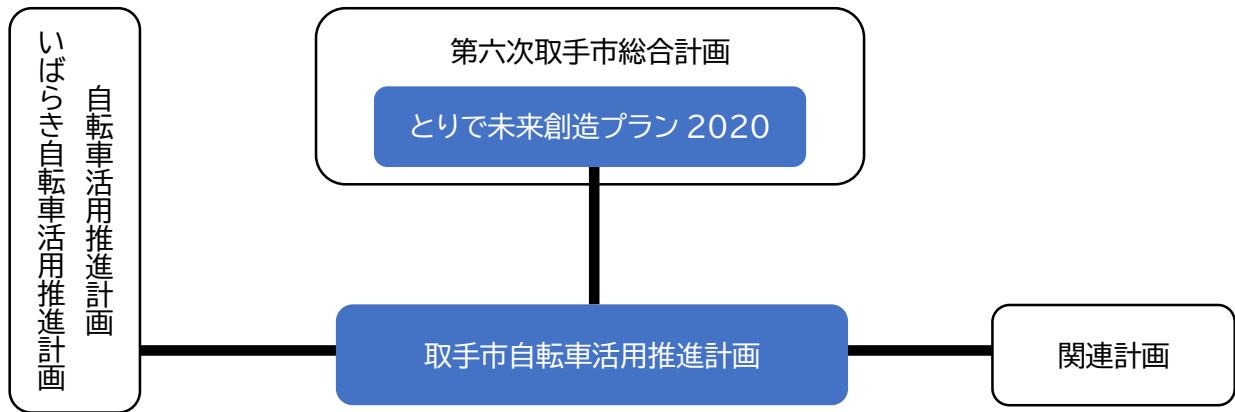 自転車活用推進計画
いばらき自転車活用推進計画
第六次取手市総合計画
とりで未来創造プラン 2020
取手市自転車活用推進計画
関連計画